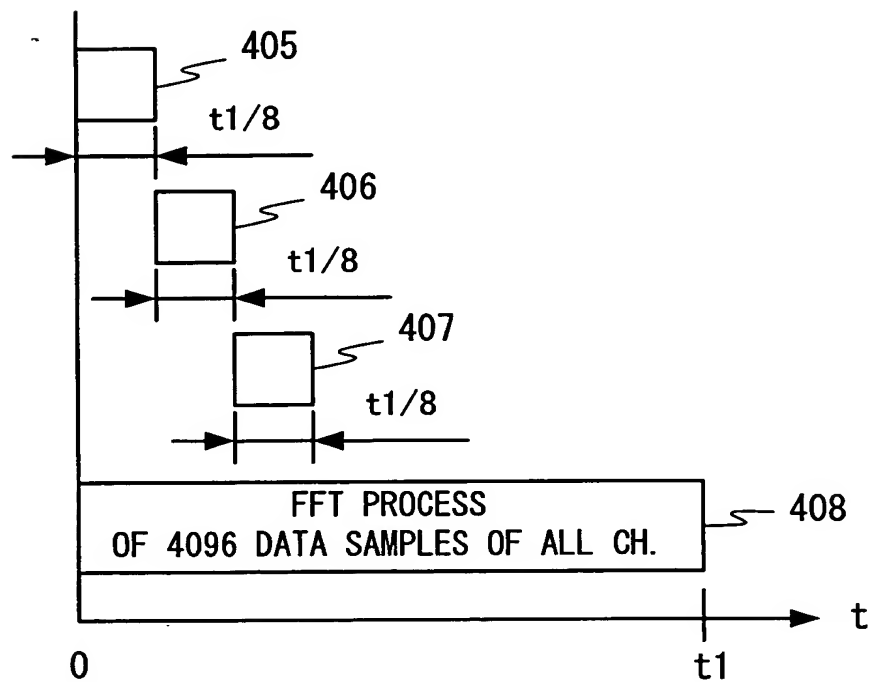 405
t1/8
406
t1/8
407
t1/8
FFT PROCESS
OF 4096 DATA SAMPLES OF ALL CH.
408
t
0
t1